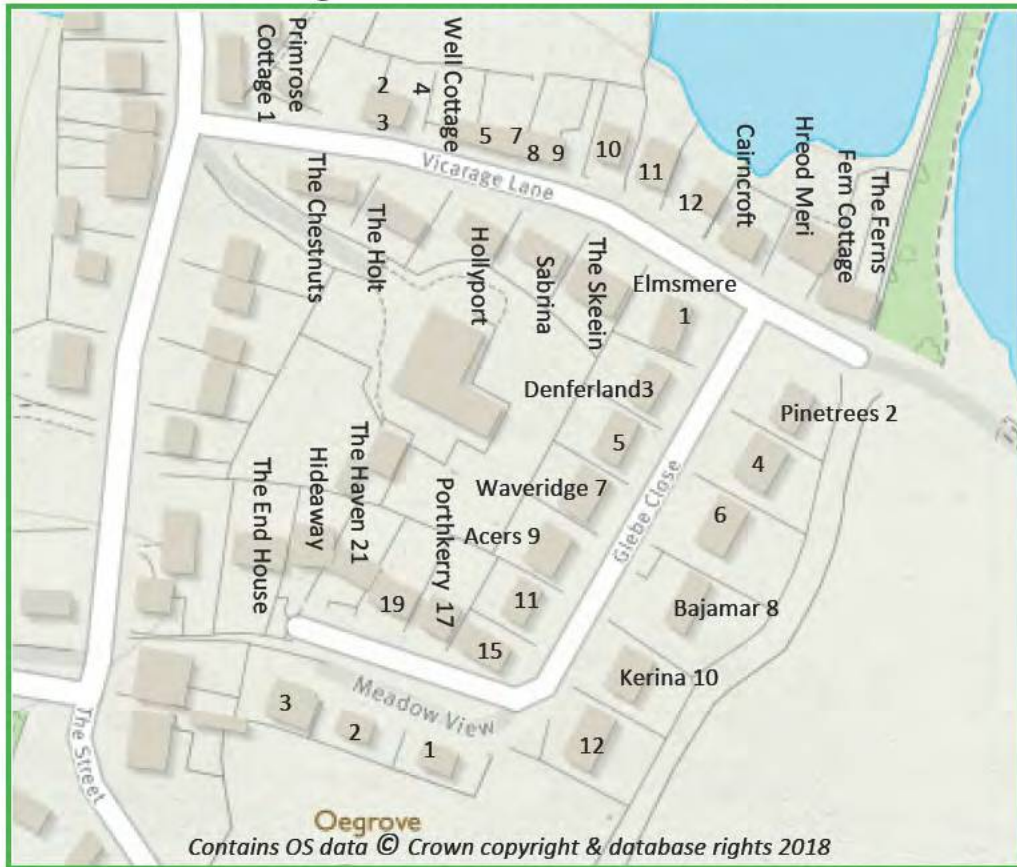 Primrose
Cottage 1
2
3
4
Well Cottage
5
7
8
9
10
11
12
Cairncroft
Hreod Meri
Fern Cottage
The Ferns
Vicarage Lane
The Chestnuts
The Holt
Hollyport
Sabrina
The Skeein
Elmsmere
1
Denferland3
5
Waveridge 7
Acers 9
11
15
Porthkerry 17
19
The Haven 21
Hideaway
The End House
Glebe Close
Pinetrees 2
4
6
Bajamar 8
Kerina 10
12
Meadow View
3
2
1
The Street
Oegrove
Contains OS data © Crown copyright & database rights 2018